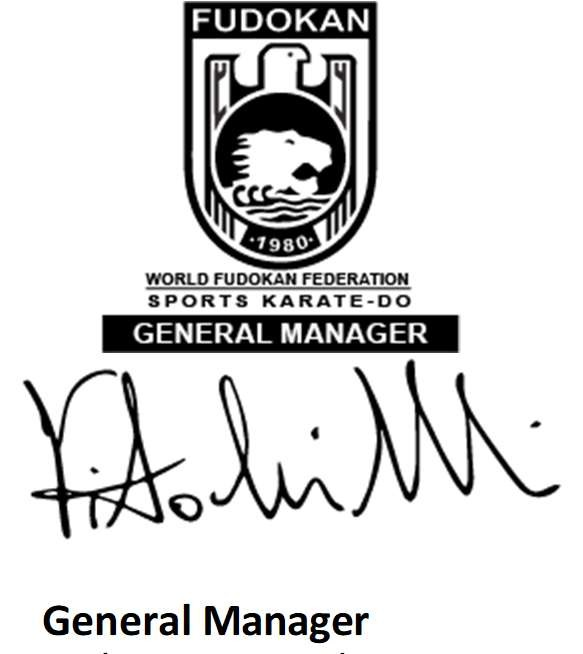 FUDOKAN
·1980·
WORLD FUDOKAN FEDERATION
SPORTS KARATE-DO
GENERAL MANAGER
General Manager